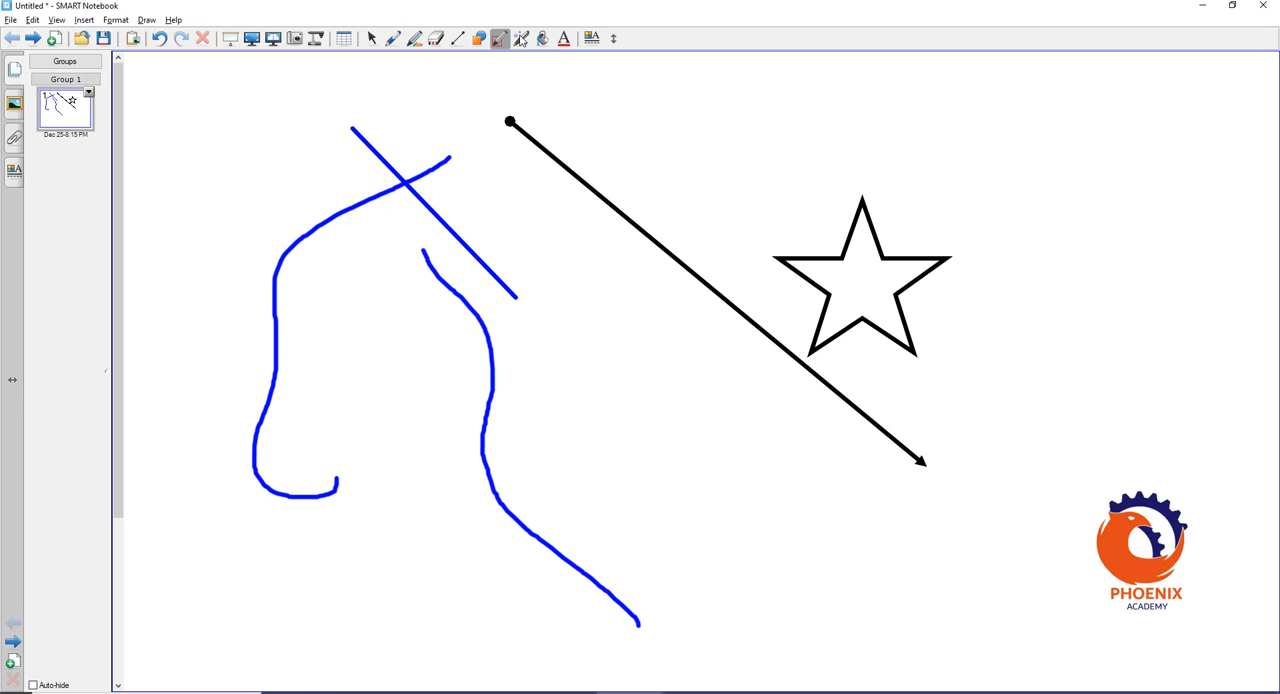 Untitled * - SMART Notebook
File Edit View Insert Format Draw Help
Groups
Group 1
1
Dec 25-8:15 PM
Auto-hide
PHOENIX
ACADEMY